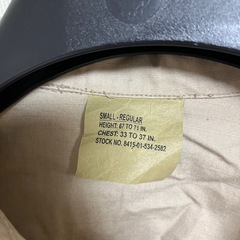 SMALL - REGULAR
HEIGHT: 67 TO 71 IN.
CHEST: 33 TO 37 IN.
STOCK NO. 8415-01-534-2582